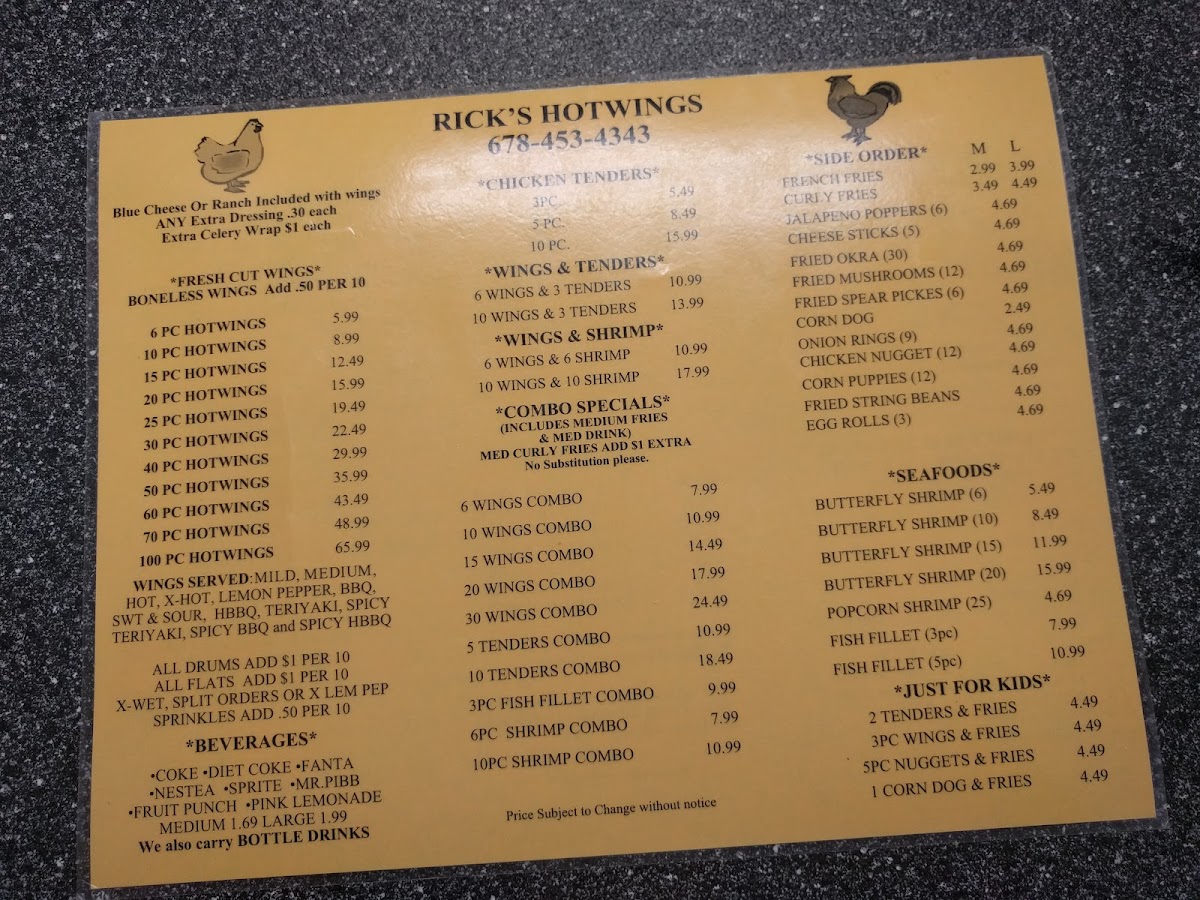 RICK'S HOTWINGS
678-453-4343
Blue Cheese Or Ranch Included with wings
ANY Extra Dressing .30 each
Extra Celery Wrap $1 each
*FRESH CUT WINGS*
BONELESS WINGS Add .50 PER 10
6 PC HOTWINGS 5.99
10 PC HOTWINGS 8.99
15 PC HOTWINGS 12.49
20 PC HOTWINGS 15.99
25 PC HOTWINGS 19.49
30 PC HOTWINGS 22.49
40 PC HOTWINGS 29.99
50 PC HOTWINGS 35.99
60 PC HOTWINGS 43.49
70 PC HOTWINGS 48.99
100 PC HOTWINGS 65.99
WINGS SERVED:MILD, MEDIUM,
HOT, X-HOT, LEMON PEPPER, BBQ,
SWT & SOUR, HBBQ, TERIYAKI, SPICY
TERIYAKI, SPICY BBQ and SPICY HBBQ
ALL DRUMS ADD $1 PER 10
ALL FLATS ADD $1 PER 10
X-WET, SPLIT ORDERS OR X LEM PEP
SPRINKLES ADD .50 PER 10
*BEVERAGES*
•COKE •DIET COKE •FANTA
•NESTEA •SPRITE •MR.PIBB
•FRUIT PUNCH •PINK LEMONADE
MEDIUM 1.69 LARGE 1.99
We also carry BOTTLE DRINKS
*CHICKEN TENDERS*
3PC. 5.49
5 PC. 8.49
10 PC. 15.99
*WINGS & TENDERS*
6 WINGS & 3 TENDERS 10.99
10 WINGS & 3 TENDERS 13.99
*WINGS & SHRIMP*
6 WINGS & 6 SHRIMP 10.99
10 WINGS & 10 SHRIMP 17.99
*COMBO SPECIALS*
(INCLUDES MEDIUM FRIES
& MED DRINK)
MED CURLY FRIES ADD $1 EXTRA
No Substitution please.
6 WINGS COMBO 7.99
10 WINGS COMBO 10.99
15 WINGS COMBO 14.49
20 WINGS COMBO 17.99
30 WINGS COMBO 24.49
5 TENDERS COMBO 10.99
10 TENDERS COMBO 18.49
3PC FISH FILLET COMBO 9.99
6PC SHRIMP COMBO 7.99
10PC SHRIMP COMBO 10.99
Price Subject to Change without notice
*SIDE ORDER* M L
FRENCH FRIES 2.99 3.99
CURLY FRIES 3.49 4.49
JALAPENO POPPERS (6) 4.69
CHEESE STICKS (5) 4.69
FRIED OKRA (30) 4.69
FRIED MUSHROOMS (12) 4.69
FRIED SPEAR PICKES (6) 4.69
CORN DOG 2.49
ONION RINGS (9) 4.69
CHICKEN NUGGET (12) 4.69
CORN PUPPIES (12) 4.69
FRIED STRING BEANS 4.69
EGG ROLLS (3) 4.69
*SEAFOODS*
BUTTERFLY SHRIMP (6) 5.49
BUTTERFLY SHRIMP (10) 8.49
BUTTERFLY SHRIMP (15) 11.99
BUTTERFLY SHRIMP (20) 15.99
POPCORN SHRIMP (25) 4.69
FISH FILLET (3pc) 7.99
FISH FILLET (5pc) 10.99
*JUST FOR KIDS*
2 TENDERS & FRIES 4.49
3PC WINGS & FRIES 4.49
5PC NUGGETS & FRIES 4.49
1 CORN DOG & FRIES 4.49